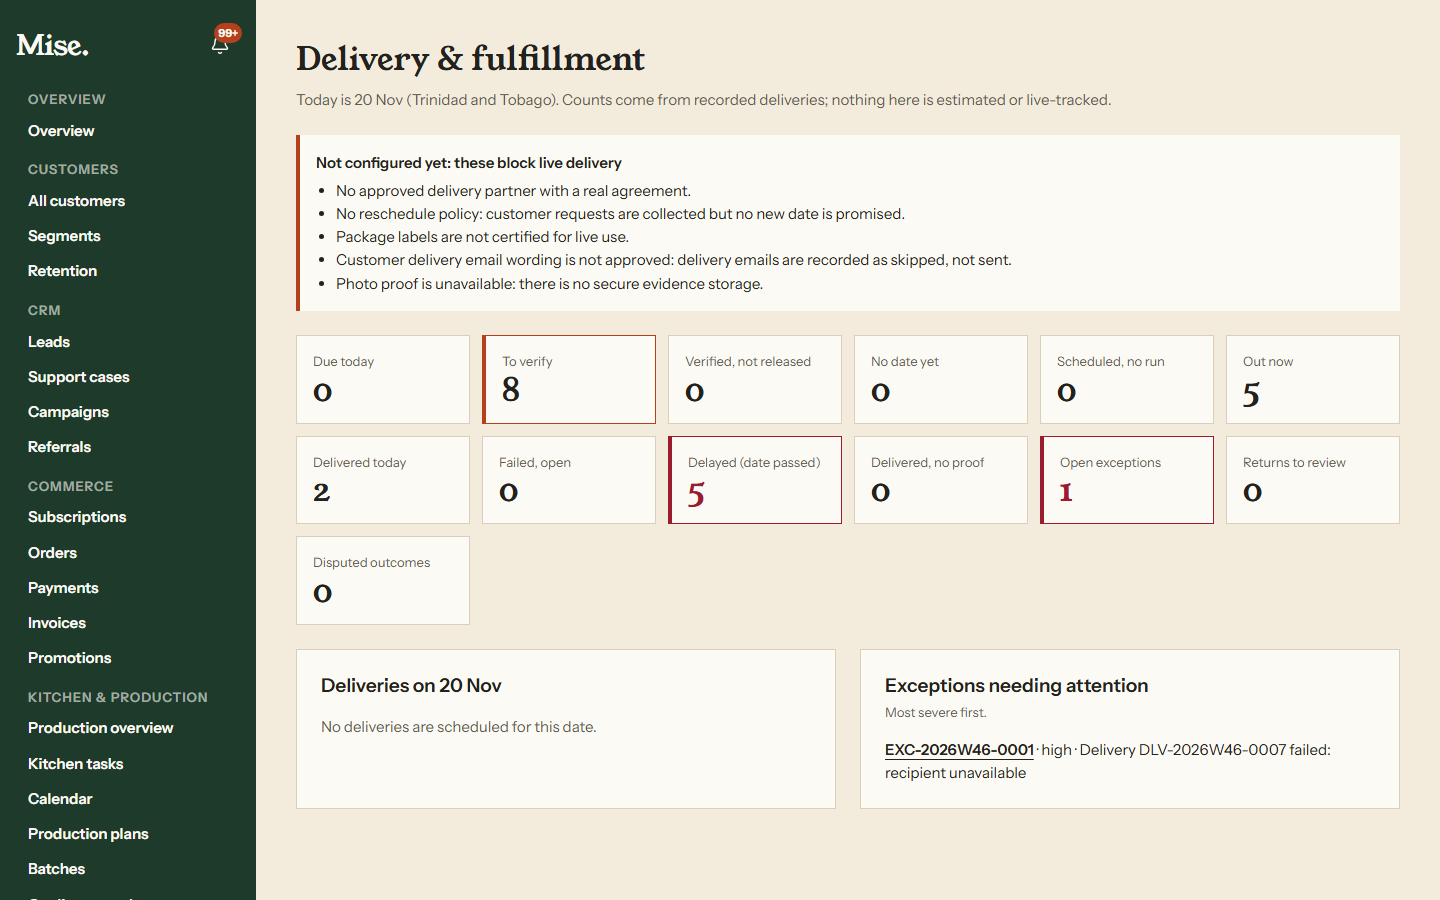 Mise.
99+
OVERVIEW
Overview
CUSTOMERS
All customers
Segments
Retention
CRM
Leads
Support cases
Campaigns
Referrals
COMMERCE
Subscriptions
Orders
Payments
Invoices
Promotions
KITCHEN & PRODUCTION
Production overview
Kitchen tasks
Calendar
Production plans
Batches
Delivery & fulfillment
Today is 20 Nov (Trinidad and Tobago). Counts come from recorded deliveries; nothing here is estimated or live-tracked.
Not configured yet: these block live delivery
• No approved delivery partner with a real agreement.
• No reschedule policy: customer requests are collected but no new date is promised.
• Package labels are not certified for live use.
• Customer delivery email wording is not approved: delivery emails are recorded as skipped, not sent.
• Photo proof is unavailable: there is no secure evidence storage.
Due today
0
To verify
8
Verified, not released
0
No date yet
0
Scheduled, no run
0
Out now
5
Delivered today
2
Failed, open
0
Delayed (date passed)
5
Delivered, no proof
0
Open exceptions
1
Returns to review
0
Disputed outcomes
0
Deliveries on 20 Nov
No deliveries are scheduled for this date.
Exceptions needing attention
Most severe first.
EXC-2026W46-0001 · high · Delivery DLV-2026W46-0007 failed:
recipient unavailable